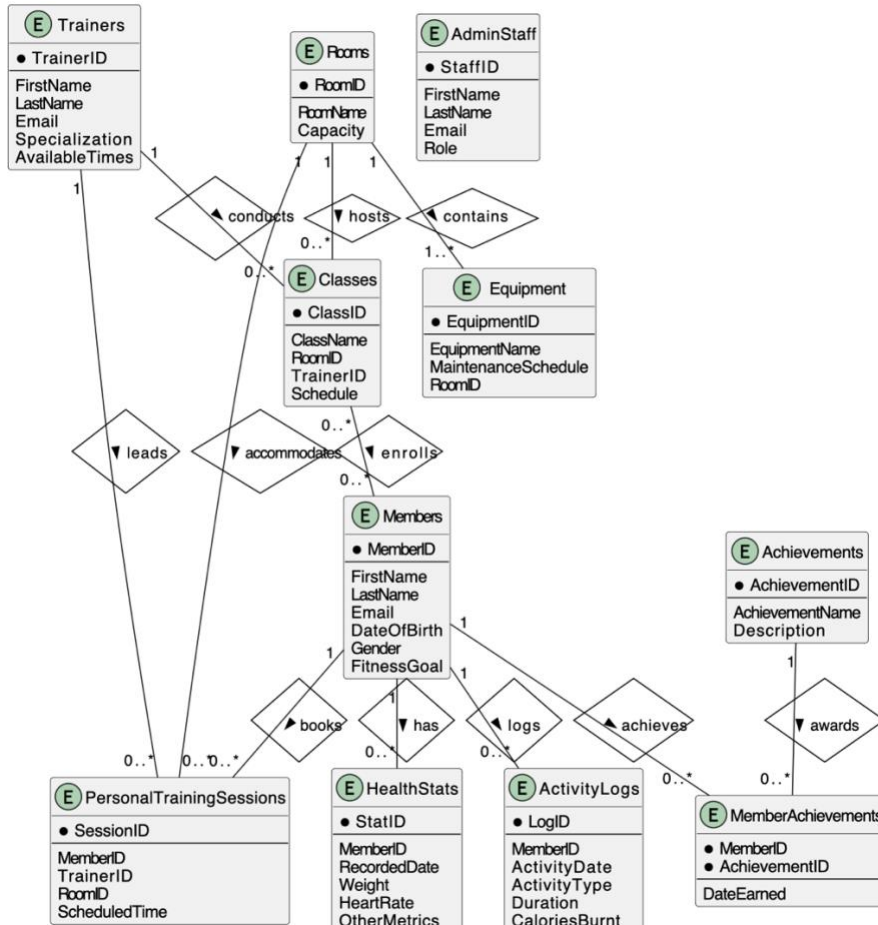 E Trainers
TrainerID
FirstName
LastName
Email
Specialization
AvailableTimes
E Rooms
RoomID
RoomName
Capacity
E AdminStaff
StaffID
FirstName
LastName
Email
Role
1
1
1
1
1
conducts
hosts
contains
0..*
0..*
1..*
E Classes
ClassID
ClassName
RoomID
TrainerID
Schedule
E Equipment
EquipmentID
EquipmentName
MaintenanceSchedule
RoomID
0..*
leads
accommodates
enrolls
0..*
E Members
MemberID
FirstName
LastName
Email
DateOfBirth
Gender
FitnessGoal
E Achievements
AchievementID
AchievementName
Description
1
1
1
1
1
books
has
logs
achieves
awards
0..*
0..*
0..*
0..*
0..*
0..*
0..*
E PersonalTrainingSessions
SessionID
MemberID
TrainerID
RoomID
ScheduledTime
E HealthStats
StatID
MemberID
RecordedDate
Weight
HeartRate
OtherMetrics
E ActivityLogs
LogID
MemberID
ActivityDate
ActivityType
Duration
CaloriesBurnt
E MemberAchievements
MemberID
AchievementID
DateEarned